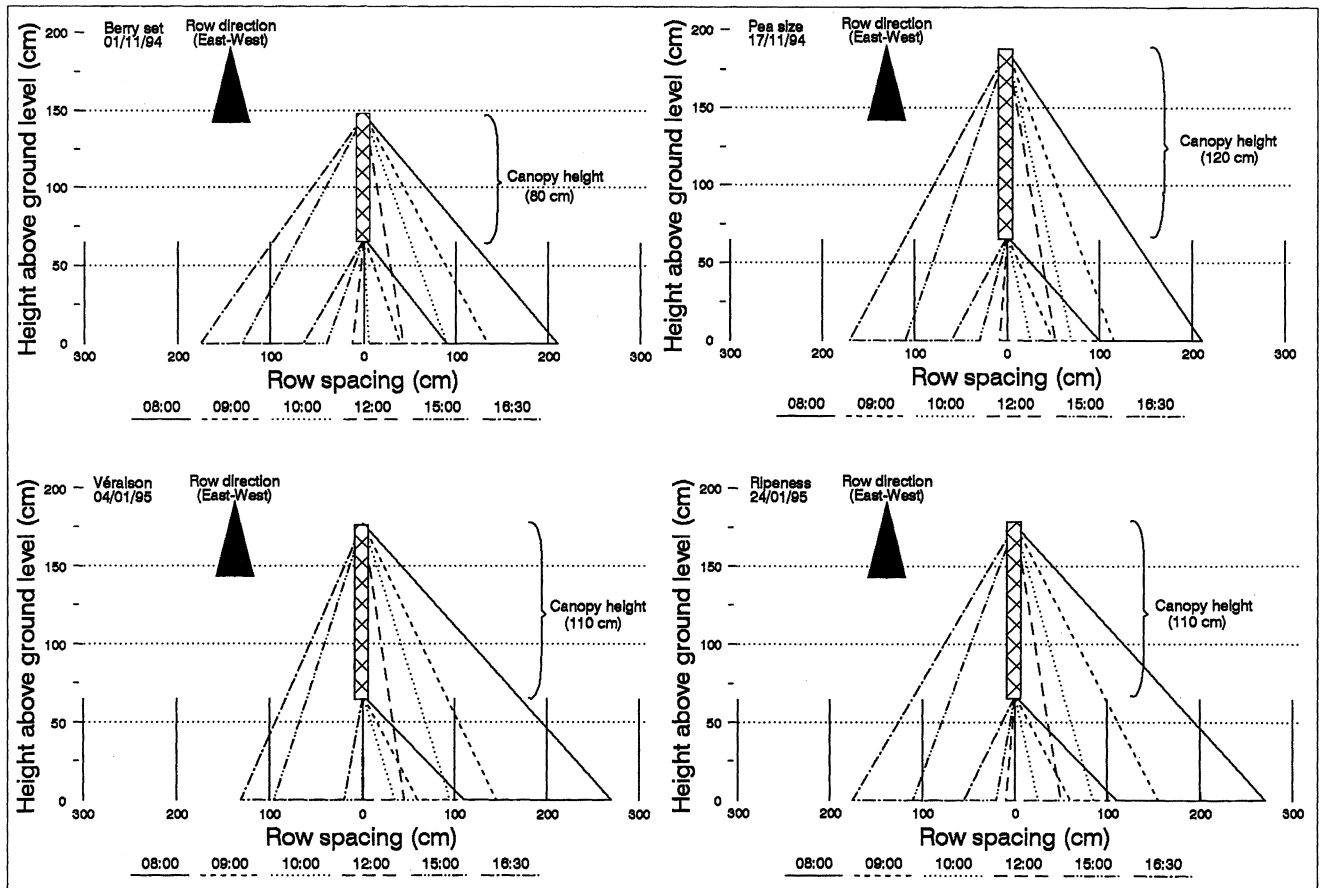 Berry set
01/11/94
Row direction
(East-West)
Height above ground level (cm)
200
150
100
50
0
Canopy height
(80 cm)
300 200 100 0 100 200 300
Row spacing (cm)
08:00 09:00 10:00 12:00 15:00 16:30
Pea size
17/11/94
Row direction
(East-West)
Height above ground level (cm)
200
150
100
50
0
Canopy height
(120 cm)
300 200 100 0 100 200 300
Row spacing (cm)
08:00 09:00 10:00 12:00 15:00 16:30
Véraison
04/01/95
Row direction
(East-West)
Height above ground level (cm)
200
150
100
50
0
Canopy height
(110 cm)
300 200 100 0 100 200 300
Row spacing (cm)
08:00 09:00 10:00 12:00 15:00 16:30
Ripeness
24/01/95
Row direction
(East-West)
Height above ground level (cm)
200
150
100
50
0
Canopy height
(110 cm)
300 200 100 0 100 200 300
Row spacing (cm)
08:00 09:00 10:00 12:00 15:00 16:30